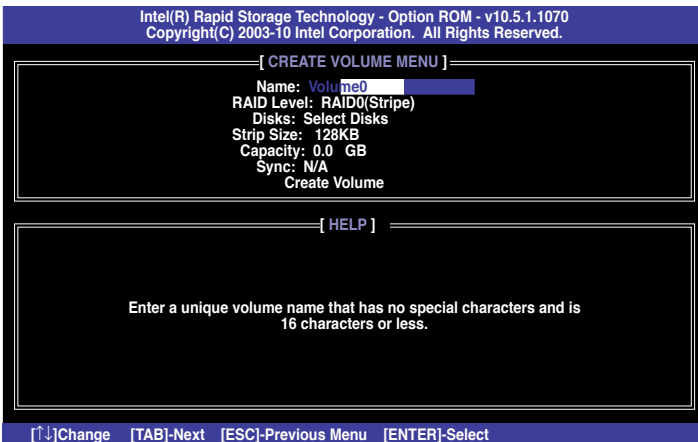 Intel(R) Rapid Storage Technology - Option ROM - v10.5.1.1070
Copyright(C) 2003-10 Intel Corporation. All Rights Reserved.
[ CREATE VOLUME MENU ]
Name: Volume0
RAID Level: RAID0(Stripe)
Disks: Select Disks
Strip Size: 128KB
Capacity: 0.0 GB
Sync: N/A
Create Volume
[ HELP ]
Enter a unique volume name that has no special characters and is
16 characters or less.
[↑↓]Change [TAB]-Next [ESC]-Previous Menu [ENTER]-Select